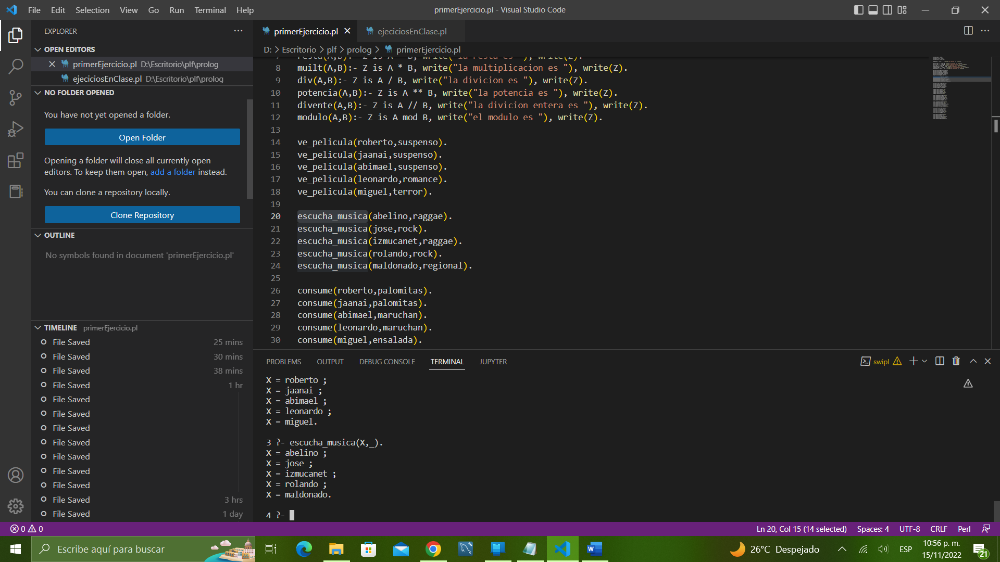 File Edit Selection View Go Run Terminal Help
primerEjercicio.pl - Visual Studio Code
EXPLORER
OPEN EDITORS
primerEjercicio.pl D:\Escritorio\plf\prolog
ejeciciosEnClase.pl D:\Escritorio\plf\prolog
NO FOLDER OPENED
You have not yet opened a folder.
Open Folder
Opening a folder will close all currently open
editors. To keep them open, add a folder instead.
You can clone a repository locally.
Clone Repository
OUTLINE
No symbols found in document 'primerEjercicio.pl'
TIMELINE primerEjercicio.pl
File Saved 25 mins
File Saved 30 mins
File Saved 38 mins
File Saved 1 hr
File Saved
File Saved
File Saved
File Saved
File Saved
File Saved
File Saved
File Saved 3 hrs
File Saved 1 day
primerEjercicio.pl
ejeciciosEnClase.pl
D: > Escritorio > plf > prolog > primerEjercicio.pl
7 resta(A,B):- Z is A - B, write("la resta es "), write(Z).
8 muilt(A,B):- Z is A * B, write("la multiplicacion es "), write(Z).
9 div(A,B):- Z is A / B, write("la divicion es "), write(Z).
10 potencia(A,B):- Z is A ** B, write("la potencia es "), write(Z).
11 divente(A,B):- Z is A // B, write("la divicion entera es "), write(Z).
12 modulo(A,B):- Z is A mod B, write("el modulo es "), write(Z).
13
14 ve_pelicula(roberto,suspenso).
15 ve_pelicula(jaanai,suspenso).
16 ve_pelicula(abimael,suspenso).
17 ve_pelicula(leonardo,romance).
18 ve_pelicula(miguel,terror).
19
20 escucha_musica(abelino,raggae).
21 escucha_musica(jose,rock).
22 escucha_musica(izmucanet,raggae).
23 escucha_musica(rolando,rock).
24 escucha_musica(maldonado,regional).
25
26 consume(roberto,palomitas).
27 consume(jaanai,palomitas).
28 consume(abimael,maruchan).
29 consume(leonardo,maruchan).
30 consume(miguel,ensalada).
PROBLEMS OUTPUT DEBUG CONSOLE TERMINAL JUPYTER
swipl
X = roberto ;
X = jaanai ;
X = abimael ;
X = leonardo ;
X = miguel.
3 ?- escucha_musica(X,_).
X = abelino ;
X = jose ;
X = izmucanet ;
X = rolando ;
X = maldonado.
4 ?-
0 0
Ln 20, Col 15 (14 selected) Spaces: 4 UTF-8 CRLF Perl
Escribe aquí para buscar
26°C Despejado
ESP
10:56 p. m.
15/11/2022
21